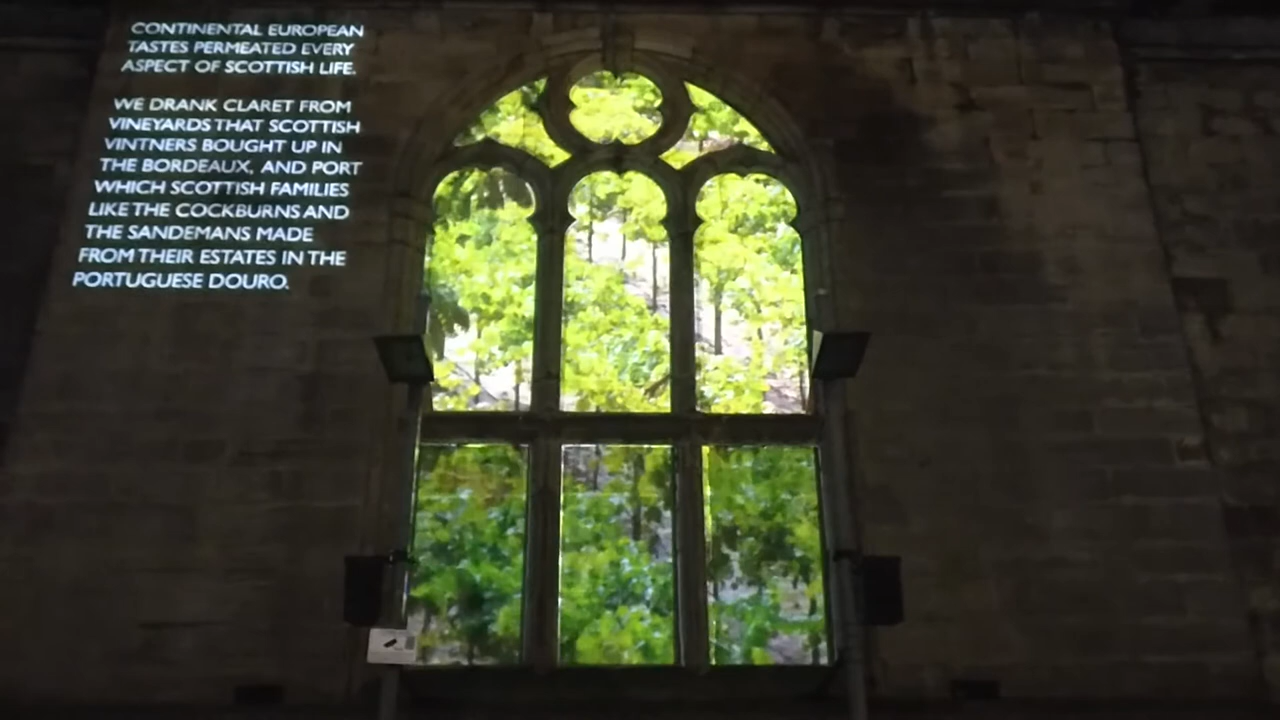 CONTINENTAL EUROPEAN
TASTES PERMEATED EVERY
ASPECT OF SCOTTISH LIFE.
WE DRANK CLARET FROM
VINEYARDS THAT SCOTTISH
VINTNERS BOUGHT UP IN
THE BORDEAUX, AND PORT
WHICH SCOTTISH FAMILIES
LIKE THE COCKBURNS AND
THE SANDEMANS MADE
FROM THEIR ESTATES IN THE
PORTUGUESE DOURO.